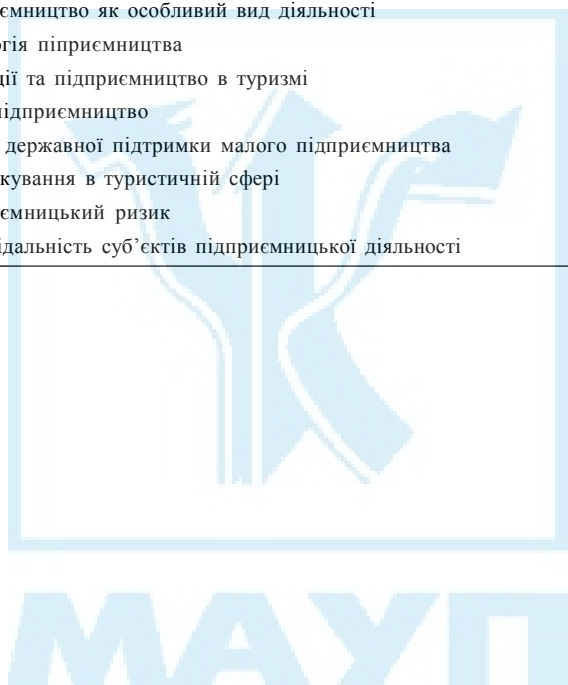 ємництво як особливий вид діяльності
гія піприємництва
ції та підприємництво в туризмі
підприємництво
державної підтримки малого підприємництва
кування в туристичній сфері
ємницький ризик
ідальність суб’єктів підприємницької діяльності
МАУП